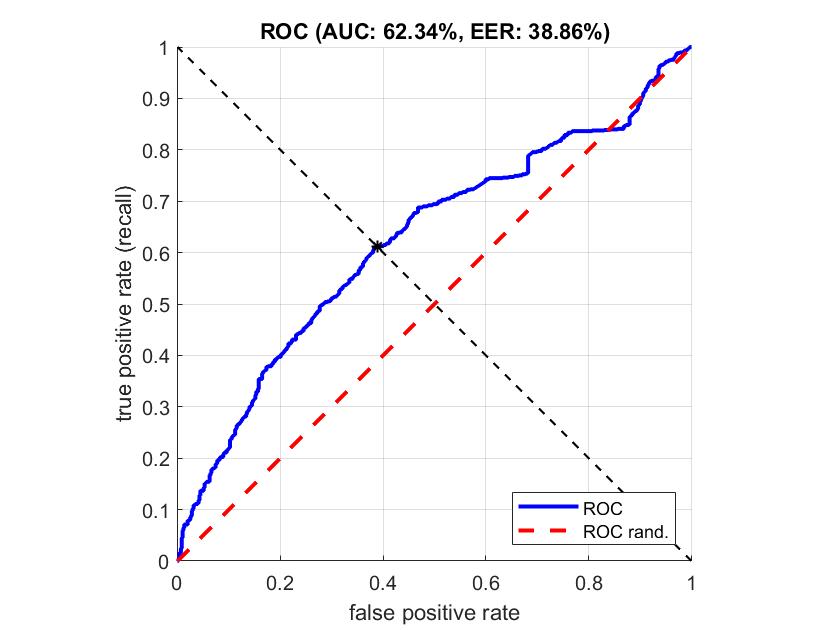 ROC (AUC: 62.34%, EER: 38.86%)
1
0.9
0.8
0.7
0.6
0.5
0.4
0.3
0.2
0.1
0
true positive rate (recall)
ROC
ROC rand.
0 0.2 0.4 0.6 0.8 1
false positive rate